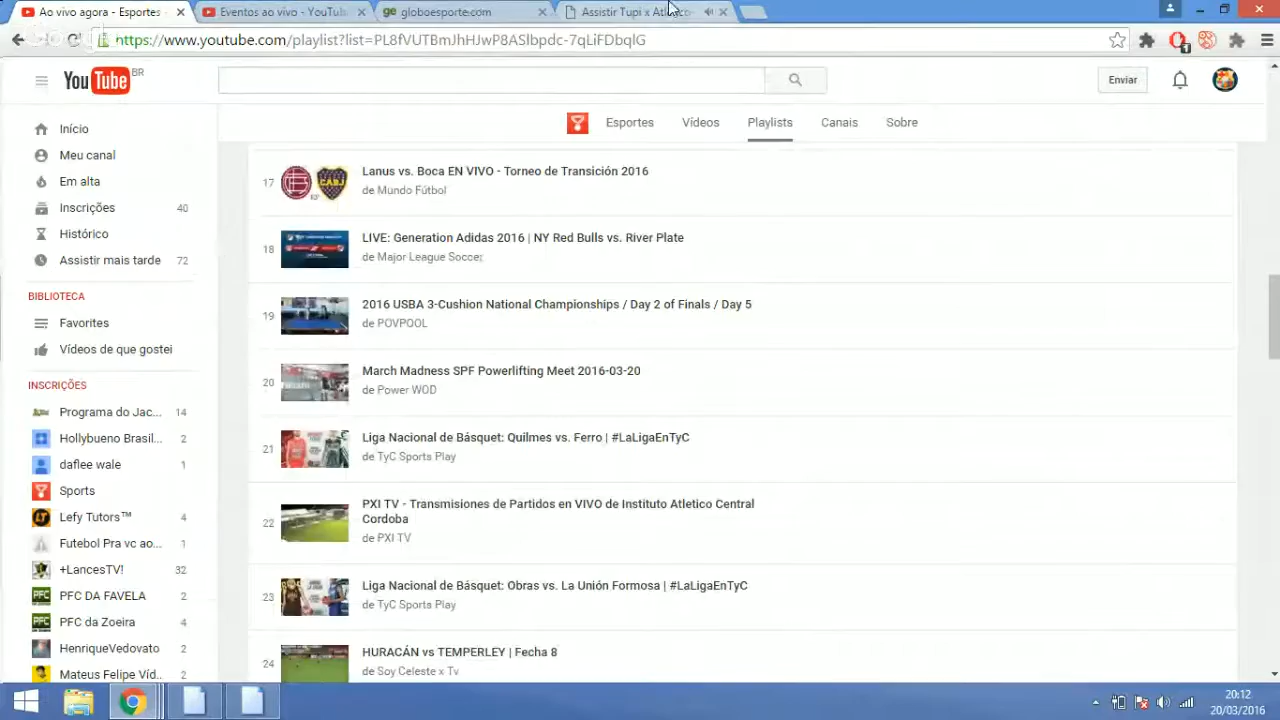 Ao vivo agora - Esportes -
Eventos ao vivo - YouTub
globoesporte.com
Assistir Tupi x Atlético-
https://www.youtube.com/playlist?list=PL8fVUTBmJhHJwP8ASlbpdc-7qLiFDbqlG
YouTube BR
Enviar
Esportes Vídeos Playlists Canais Sobre
Início
Meu canal
Em alta
Inscrições 40
Histórico
Assistir mais tarde 72
BIBLIOTECA
Favorites
Vídeos de que gostei
INSCRIÇÕES
Programa do Jac... 14
Hollybueno Brasil... 2
daflee wale 1
Sports
Lefy Tutors™ 4
Futebol Pra vc ao... 1
+LancesTV! 32
PFC DA FAVELA 2
PFC da Zoeira 4
HenriqueVedovato 2
Mateus Felipe Víd... 2
17
Lanus vs. Boca EN VIVO - Torneo de Transición 2016
de Mundo Fútbol
18
LIVE: Generation Adidas 2016 | NY Red Bulls vs. River Plate
de Major League Soccer
19
2016 USBA 3-Cushion National Championships / Day 2 of Finals / Day 5
de POVPOOL
20
March Madness SPF Powerlifting Meet 2016-03-20
de Power WOD
21
Liga Nacional de Básquet: Quilmes vs. Ferro | #LaLigaEnTyC
de TyC Sports Play
22
PXI TV - Transmisiones de Partidos en VIVO de Instituto Atletico Central
Cordoba
de PXI TV
23
Liga Nacional de Básquet: Obras vs. La Unión Formosa | #LaLigaEnTyC
de TyC Sports Play
24
HURACÁN vs TEMPERLEY | Fecha 8
de Soy Celeste x Tv
20:12
20/03/2016